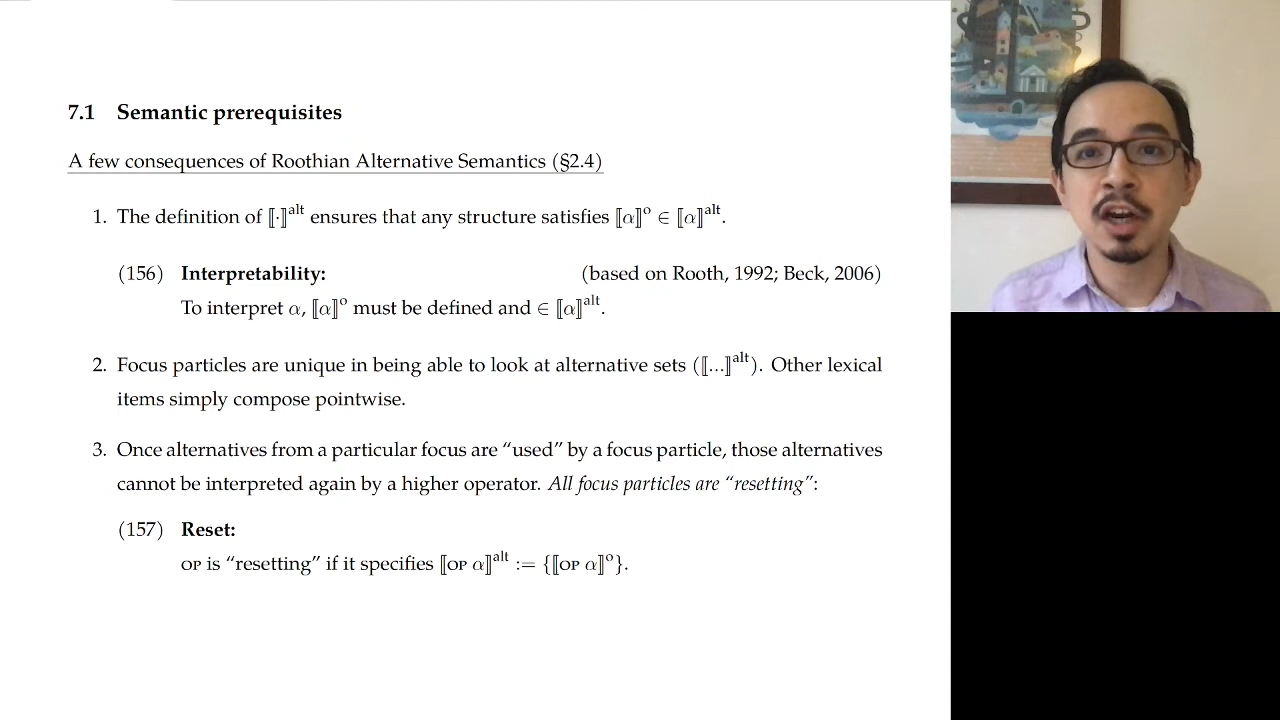 7.1 Semantic prerequisites
A few consequences of Roothian Alternative Semantics (§2.4)
1. The definition of ⟦·⟧^alt ensures that any structure satisfies ⟦α⟧^o ∈ ⟦α⟧^alt.
(156) Interpretability: (based on Rooth, 1992; Beck, 2006)
To interpret α, ⟦α⟧^o must be defined and ∈ ⟦α⟧^alt.
2. Focus particles are unique in being able to look at alternative sets (⟦...⟧^alt). Other lexical
items simply compose pointwise.
3. Once alternatives from a particular focus are “used” by a focus particle, those alternatives
cannot be interpreted again by a higher operator. All focus particles are “resetting”:
(157) Reset:
OP is “resetting” if it specifies ⟦OP α⟧^alt := {⟦OP α⟧^o}.